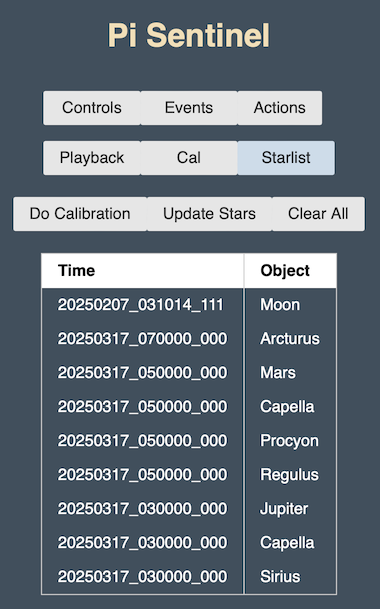 Pi Sentinel
Controls Events Actions
Playback Cal Starlist
Do Calibration Update Stars Clear All
Time Object
20250207_031014_111 Moon
20250317_070000_000 Arcturus
20250317_050000_000 Mars
20250317_050000_000 Capella
20250317_050000_000 Procyon
20250317_050000_000 Regulus
20250317_030000_000 Jupiter
20250317_030000_000 Capella
20250317_030000_000 Sirius